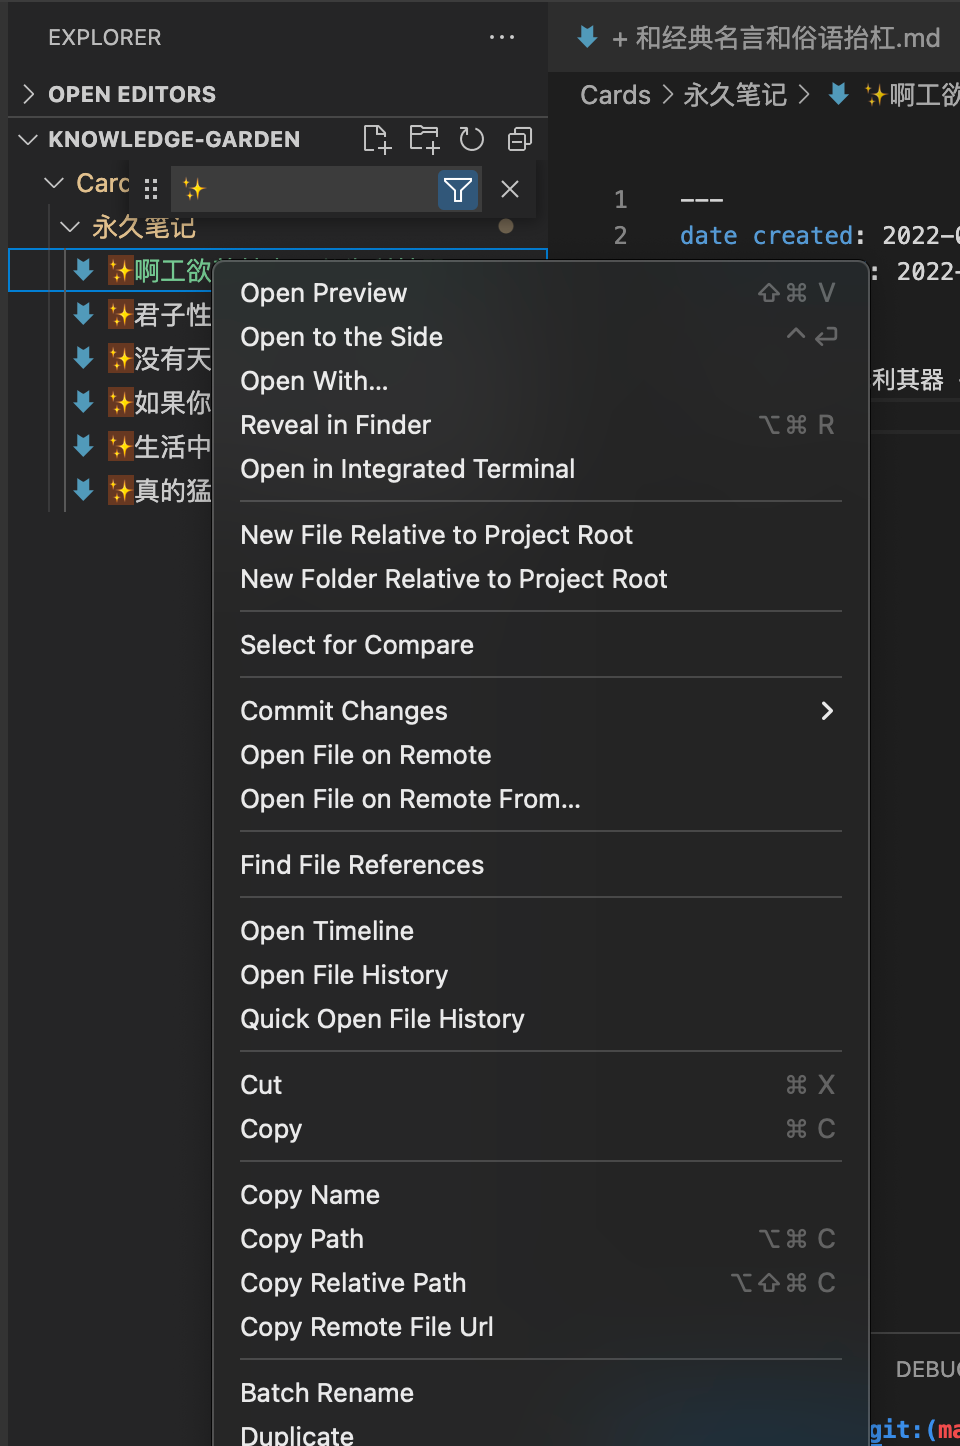 EXPLORER
+ 和经典名言和俗语抬杠.md
OPEN EDITORS
Cards > 永久笔记 > ✨啊工欲
KNOWLEDGE-GARDEN
Card
✨
永久笔记
1 ---
2 date created: 2022-0
: 2022-
利其器
✨啊工欲
✨君子性
✨没有天
✨如果你
✨生活中
✨真的猛
Open Preview ⇧⌘ V
Open to the Side ^↩
Open With...
Reveal in Finder ⌥⌘ R
Open in Integrated Terminal
New File Relative to Project Root
New Folder Relative to Project Root
Select for Compare
Commit Changes >
Open File on Remote
Open File on Remote From...
Find File References
Open Timeline
Open File History
Quick Open File History
Cut ⌘ X
Copy ⌘ C
Copy Name
Copy Path ⌥⌘ C
Copy Relative Path ⌥⇧⌘ C
Copy Remote File Url
Batch Rename
Duplicate
DEBUG
git:(ma